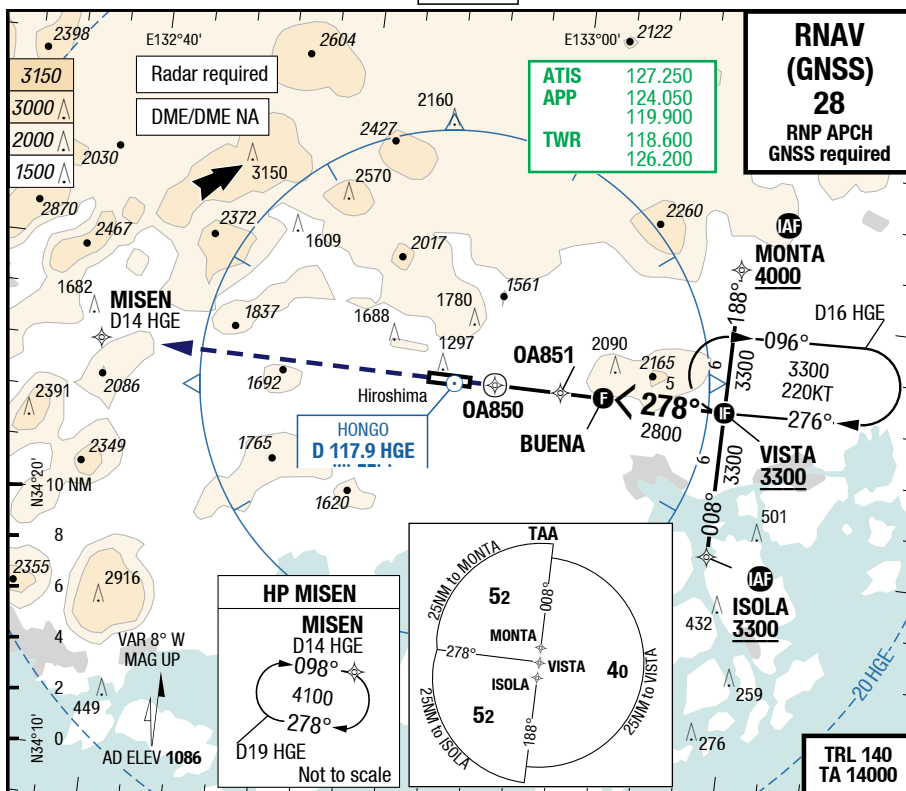 2398
E132°40'
2604
E133°00'
2122
RNAV
(GNSS)
28
RNP APCH
GNSS required
3150
3000
2000
1500
Radar required
DME/DME NA
ATIS 127.250
APP 124.050
119.900
TWR 118.600
126.200
2160
2427
2030
3150
2570
2870
2467
2372
1609
2017
2260
IAF
MONTA
4000
1682
MISEN
D14 HGE
1837
1688
1780
1561
188°
D16 HGE
096°
3300
220KT
276°
1297
OA851
2090
2165
5
9
3300
2086
1692
Hiroshima
OA850
F
278°
2800
IF
2391
BUENA
VISTA
3300
HONGO
D 117.9 HGE
2349
1765
9
3300
N34°20'
10 NM
1620
008°
501
8
TAA
2355
6
2916
25NM to MONTA
52
008°
IAF
ISOLA
3300
HP MISEN
MISEN
D14 HGE
098°
4100
278°
D19 HGE
Not to scale
MONTA
278°
VISTA
40
ISOLA
432
4
VAR 8° W
MAG UP
52
25NM to VISTA
25NM to ISOLA
188°
20 HGE
2
449
259
276
N34°10'
0
AD ELEV 1086
TRL 140
TA 14000